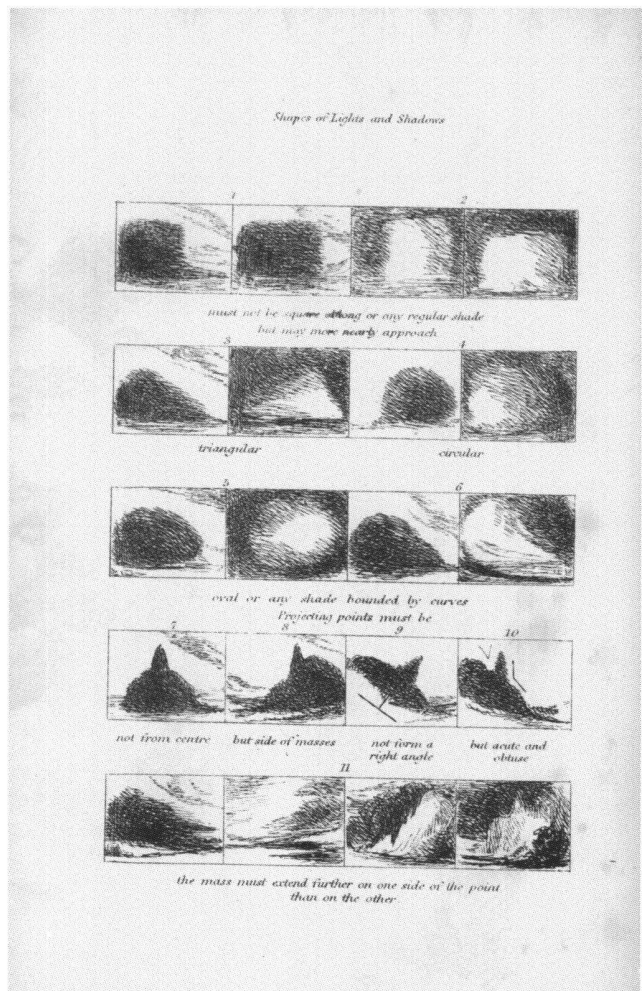 Shapes of Lights and Shadows
1 2
must not be square oblong or any regular shade
but may more nearly approach
3 4
triangular circular
5 6
oval or any shade bounded by curves
Projecting points must be
7 8 9 10
not from centre but side of masses not form a right angle but acute and obtuse
11
the mass must extend further on one side of the point
than on the other.